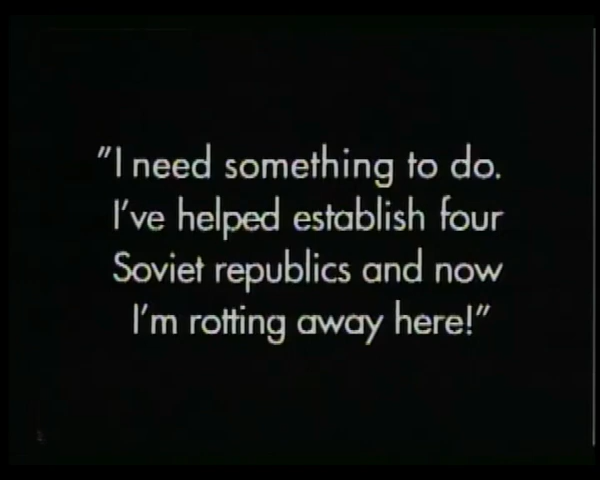 "I need something to do.
I've helped establish four
Soviet republics and now
I'm rotting away here!"